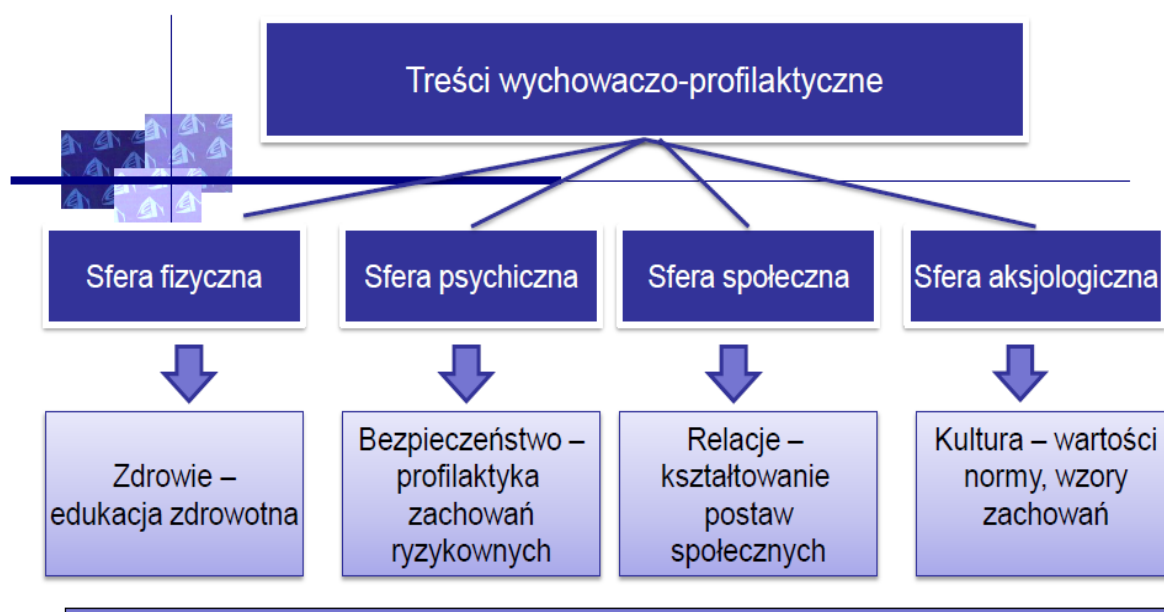 Treści wychowaczo-profilaktyczne
Sfera fizyczna
Sfera psychiczna
Sfera społeczna
Sfera aksjologiczna
Zdrowie –
edukacja zdrowotna
Bezpieczeństwo –
profilaktyka
zachowań
ryzykownych
Relacje –
kształtowanie
postaw
społecznych
Kultura – wartości
normy, wzory
zachowań